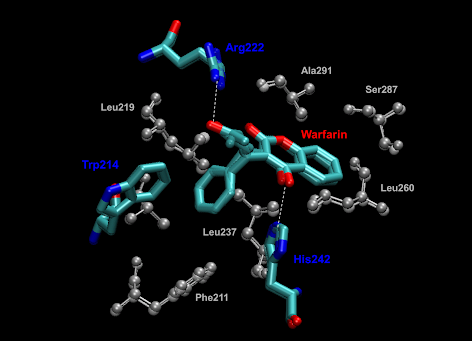 Arg222
Ala291
Ser287
Leu219
Warfarin
Trp214
Leu260
Leu237
His242
Phe211